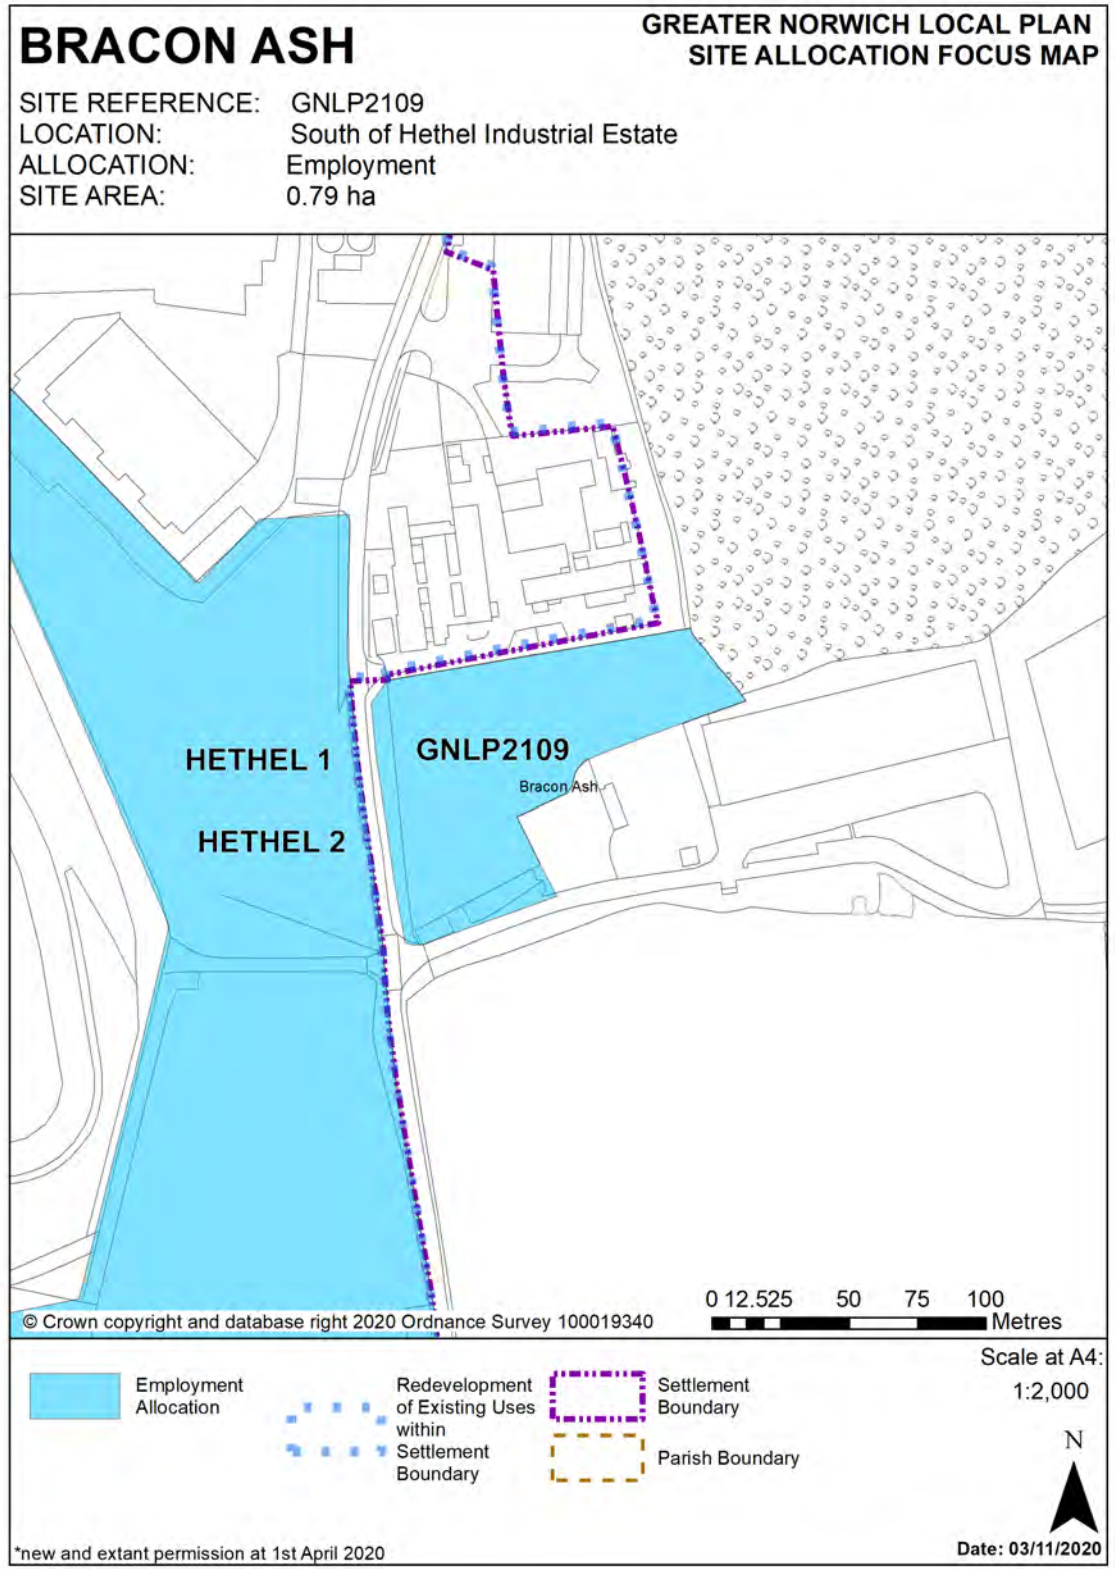 BRACON ASH
GREATER NORWICH LOCAL PLAN
SITE ALLOCATION FOCUS MAP
SITE REFERENCE: GNLP2109
LOCATION: South of Hethel Industrial Estate
ALLOCATION: Employment
SITE AREA: 0.79 ha
HETHEL 1
GNLP2109
Bracon Ash
HETHEL 2
0 12.525 50 75 100
Metres
© Crown copyright and database right 2020 Ordnance Survey 100019340
Employment
Allocation
Redevelopment
of Existing Uses
within
Settlement
Boundary
Settlement
Boundary
Parish Boundary
Scale at A4:
1:2,000
N
*new and extant permission at 1st April 2020
Date: 03/11/2020